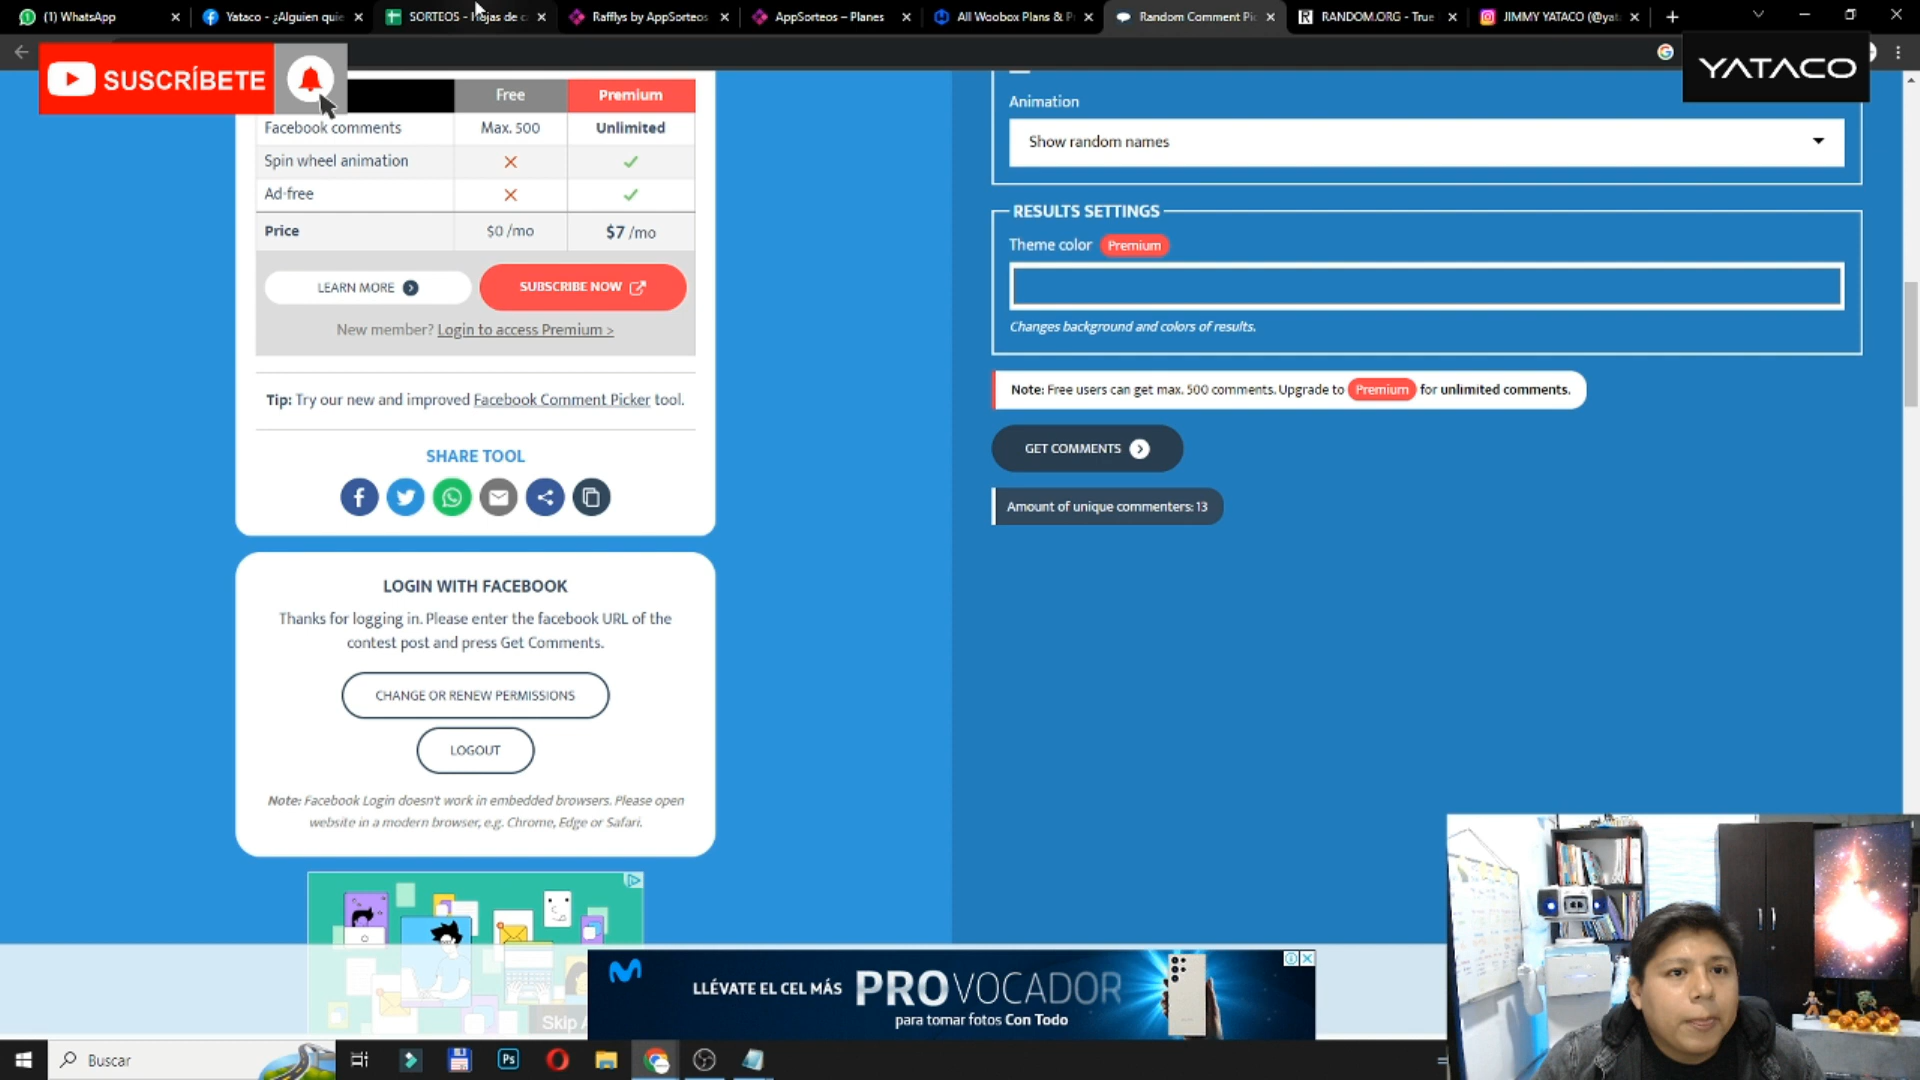 (1) WhatsApp
Yataco - ¿Alguien quie
SORTEOS - Hojas de c
Rafflys by AppSorteos
AppSorteos – Planes
All Woobox Plans & P
Random Comment Pic
RANDOM.ORG - True
JIMMY YATACO (@yat
SUSCRÍBETE
YATACO
Free
Premium
Facebook comments
Max. 500
Unlimited
Spin wheel animation
Ad-free
Price
$0 /mo
$7 /mo
LEARN MORE
SUBSCRIBE NOW
New member? Login to access Premium >
Tip: Try our new and improved Facebook Comment Picker tool.
SHARE TOOL
LOGIN WITH FACEBOOK
Thanks for logging in. Please enter the facebook URL of the
contest post and press Get Comments.
CHANGE OR RENEW PERMISSIONS
LOGOUT
Note: Facebook Login doesn't work in embedded browsers. Please open
website in a modern browser, e.g. Chrome, Edge or Safari.
Animation
Show random names
RESULTS SETTINGS
Theme color Premium
Changes background and colors of results.
Note: Free users can get max. 500 comments. Upgrade to Premium for unlimited comments.
GET COMMENTS
Amount of unique commenters: 13
Skip
LLÉVATE EL CEL MÁS PROVOCADOR
para tomar fotos Con Todo
Buscar
Ps